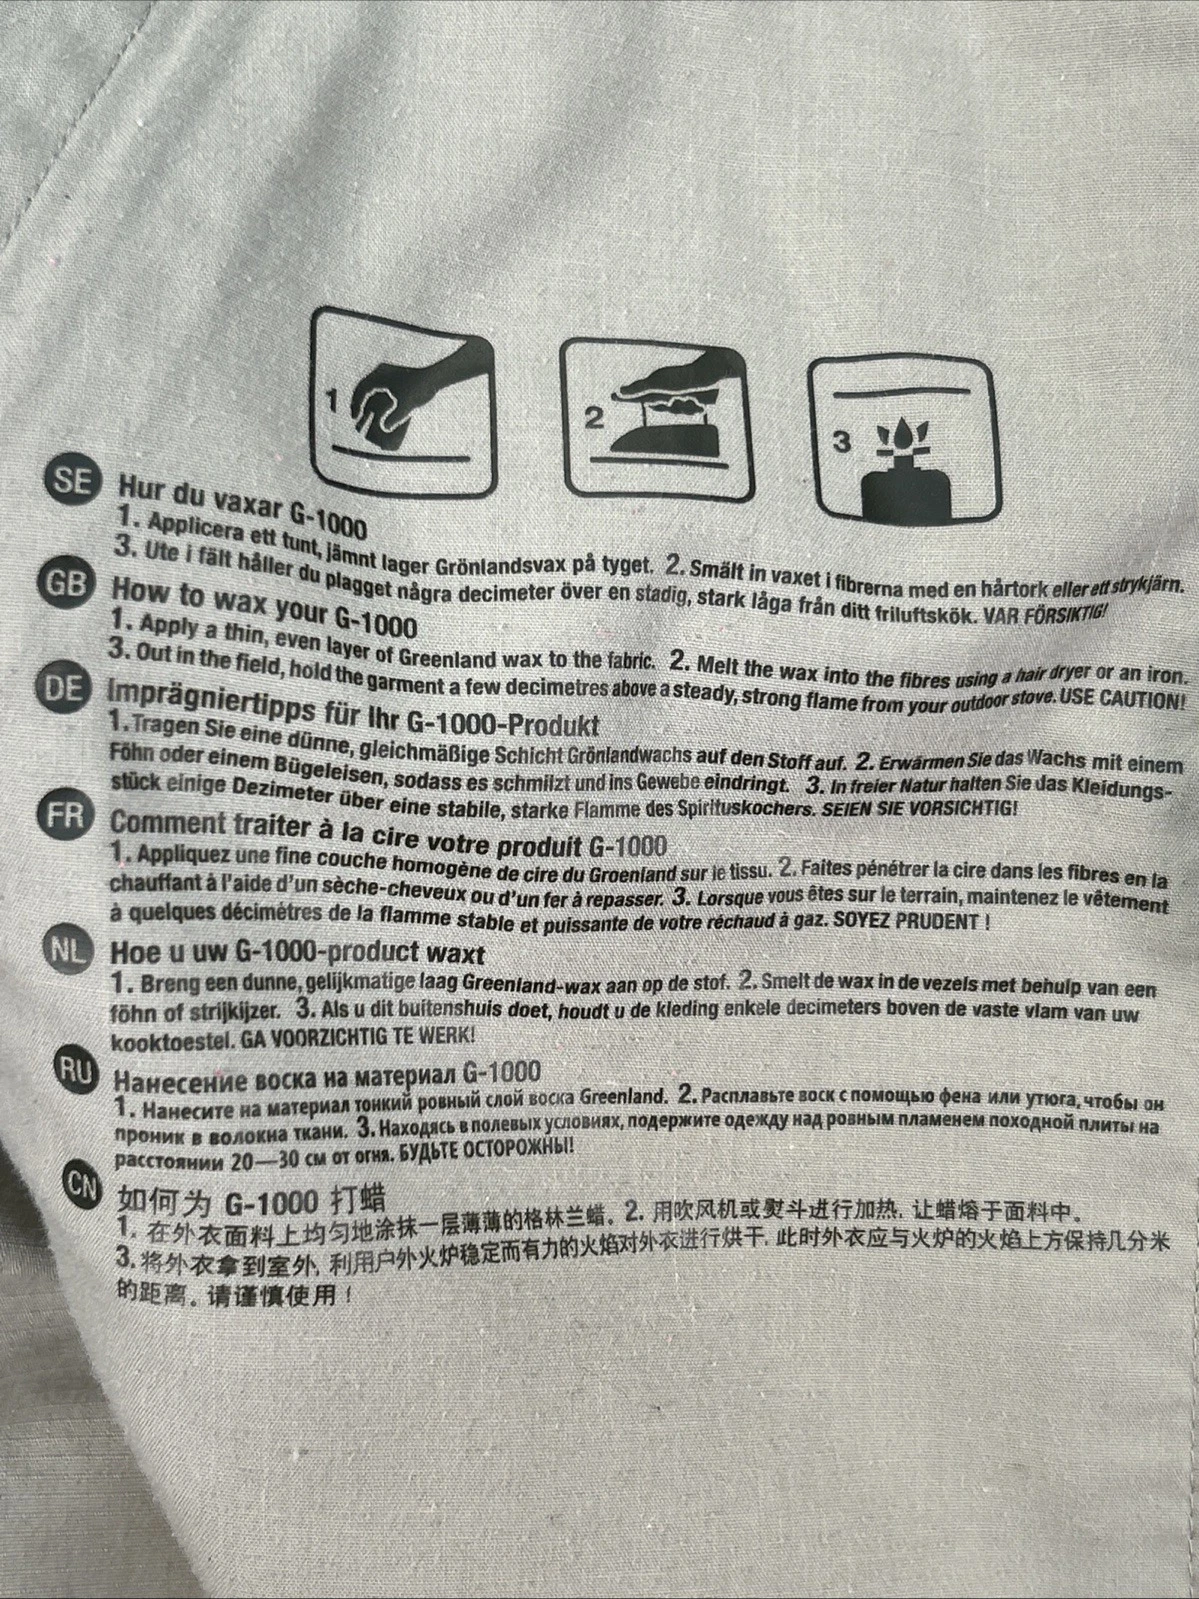 1
2
3
SE Hur du vaxar G-1000
1. Applicera ett tunt, jämnt lager Grönlandsvax på tyget. 2. Smält in vaxet i fibrerna med en hårtork eller ett strykjärn.
3. Ute i fält håller du plagget några decimeter över en stadig, stark låga från ditt friluftskök. VAR FÖRSIKTIG!
GB How to wax your G-1000
1. Apply a thin, even layer of Greenland wax to the fabric. 2. Melt the wax into the fibres using a hair dryer or an iron.
3. Out in the field, hold the garment a few decimetres above a steady, strong flame from your outdoor stove. USE CAUTION!
DE Imprägniertipps für Ihr G-1000-Produkt
1. Tragen Sie eine dünne, gleichmäßige Schicht Grönlandwachs auf den Stoff auf. 2. Erwärmen Sie das Wachs mit einem
Föhn oder einem Bügeleisen, sodass es schmilzt und ins Gewebe eindringt. 3. In freier Natur halten Sie das Kleidungs-
stück einige Dezimeter über eine stabile, starke Flamme des Spirituskochers. SEIEN SIE VORSICHTIG!
FR Comment traiter à la cire votre produit G-1000
1. Appliquez une fine couche homogène de cire du Groenland sur le tissu. 2. Faites pénétrer la cire dans les fibres en la
chauffant à l'aide d'un sèche-cheveux ou d'un fer à repasser. 3. Lorsque vous êtes sur le terrain, maintenez le vêtement
à quelques décimètres de la flamme stable et puissante de votre réchaud à gaz. SOYEZ PRUDENT !
NL Hoe u uw G-1000-product waxt
1. Breng een dunne, gelijkmatige laag Greenland-wax aan op de stof. 2. Smelt de wax in de vezels met behulp van een
föhn of strijkijzer. 3. Als u dit buitenshuis doet, houdt u de kleding enkele decimeters boven de vaste vlam van uw
kooktoestel. GA VOORZICHTIG TE WERK!
RU Нанесение воска на материал G-1000
1. Нанесите на материал тонкий ровный слой воска Greenland. 2. Расплавьте воск с помощью фена или утюга, чтобы он
проник в волокна ткани. 3. Находясь в полевых условиях, подержите одежду над ровным пламенем походной плиты на
расстоянии 20—30 см от огня. БУДЬТЕ ОСТОРОЖНЫ!
CN 如何为 G-1000 打蜡
1. 在外衣面料上均匀地涂抹一层薄薄的格林兰蜡。2. 用吹风机或熨斗进行加热, 让蜡熔于面料中。
3. 将外衣拿到室外, 利用户外火炉稳定而有力的火焰对外衣进行烘干, 此时外衣应与火炉的火焰上方保持几分米
的距离。请谨慎使用！